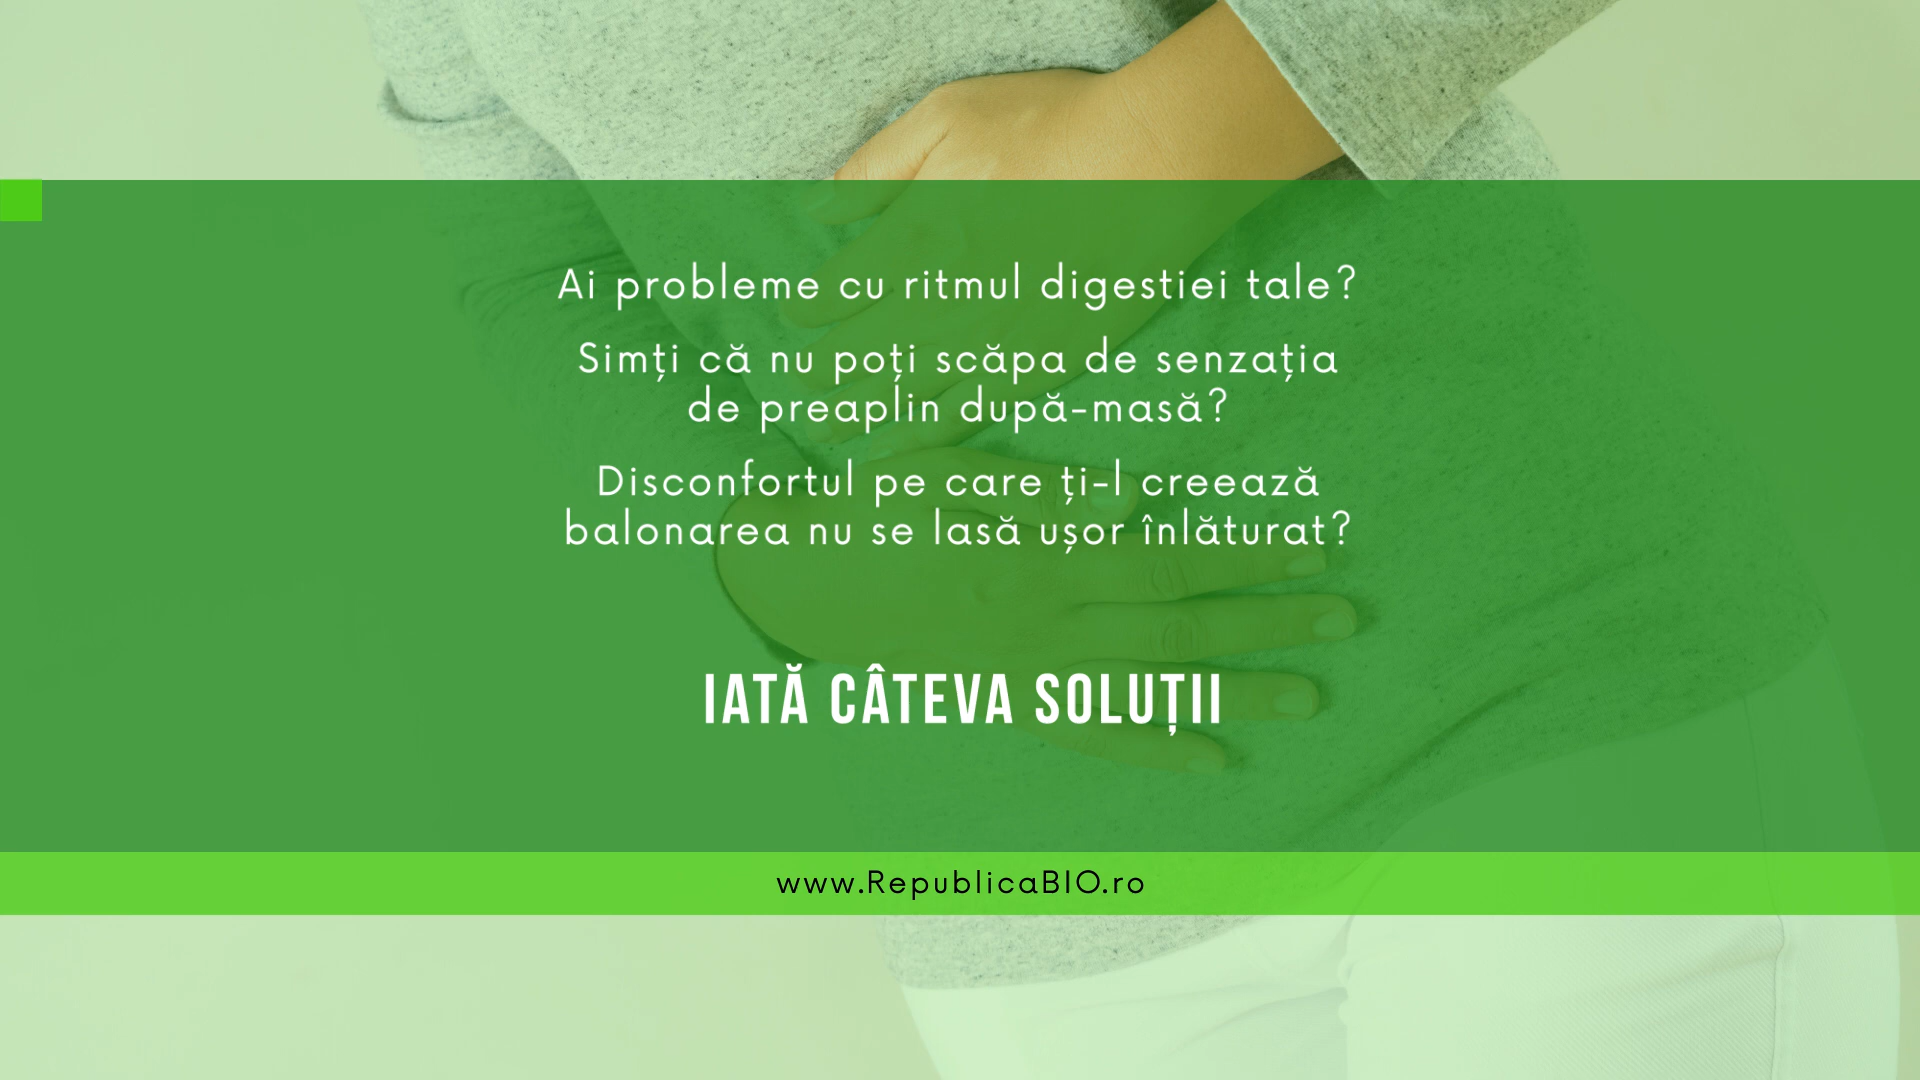 Ai probleme cu ritmul digestiei tale?
Simți că nu poți scăpa de senzația
de preaplin după-masă?
Disconfortul pe care ți-l creează
balonarea nu se lasă ușor înlăturat?
IATĂ CÂTEVA SOLUȚII
www.RepublicaBIO.ro